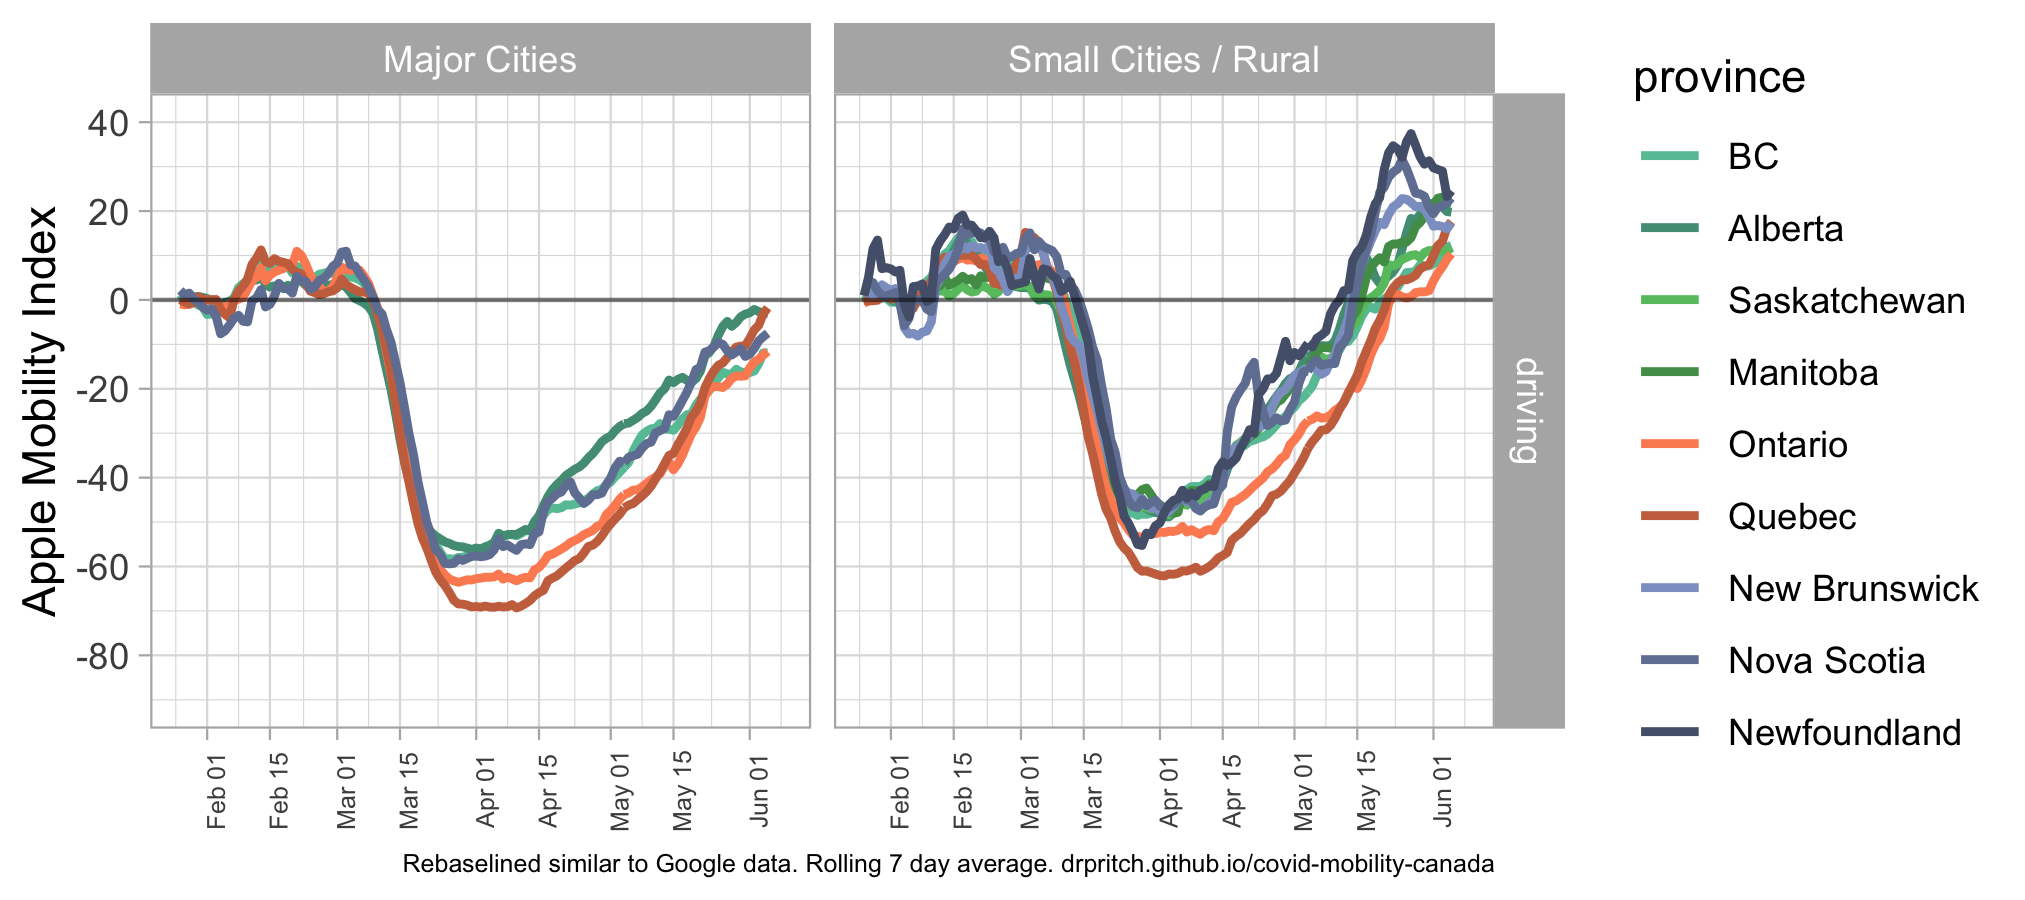 Major Cities
Small Cities / Rural
driving
Apple Mobility Index
40
20
0
-20
-40
-60
-80
Feb 01
Feb 15
Mar 01
Mar 15
Apr 01
Apr 15
May 01
May 15
Jun 01
Feb 01
Feb 15
Mar 01
Mar 15
Apr 01
Apr 15
May 01
May 15
Jun 01
province
BC
Alberta
Saskatchewan
Manitoba
Ontario
Quebec
New Brunswick
Nova Scotia
Newfoundland
Rebaselined similar to Google data. Rolling 7 day average. drpritch.github.io/covid-mobility-canada